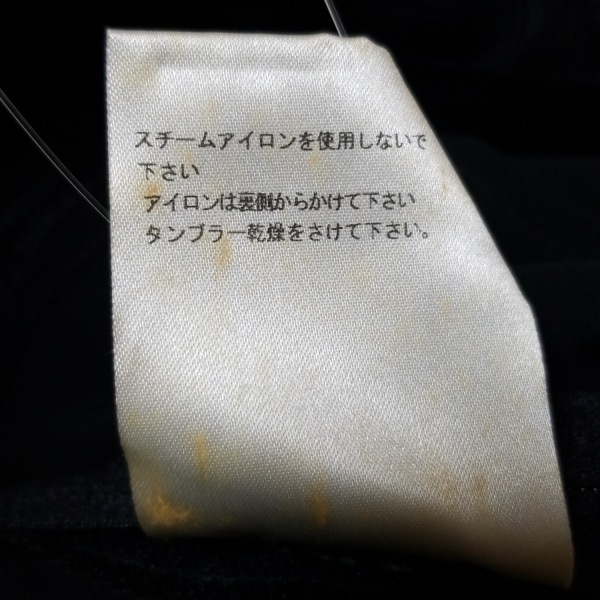 スチームアイロンを使用しないで
下さい
アイロンは裏側からかけて下さい
タンブラー乾燥をさけて下さい。